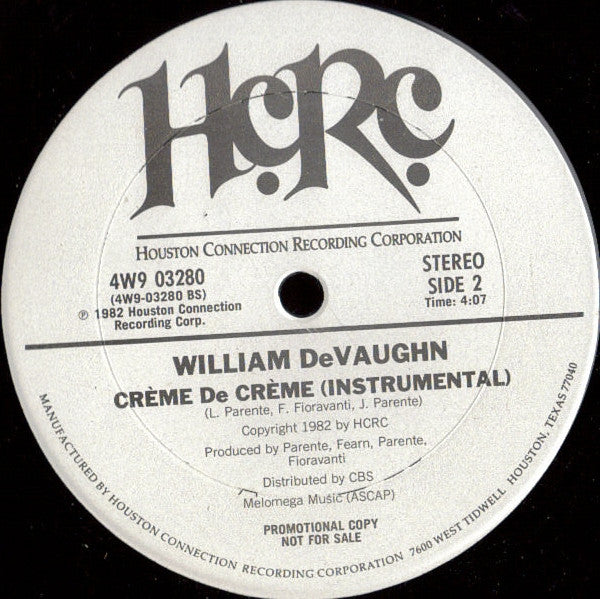 HcRc
HOUSTON CONNECTION RECORDING CORPORATION
4W9 03280
(4W9-03280 BS)
℗ 1982 Houston Connection
Recording Corp.
STEREO
SIDE 2
Time: 4:07
WILLIAM DeVAUGHN
CRÈME De CRÈME (INSTRUMENTAL)
(L. Parente, F. Fioravanti, J. Parente)
Copyright 1982 by HCRC
Produced by Parente, Fearn, Parente,
Fioravanti
Distributed by CBS
Melomega Music (ASCAP)
PROMOTIONAL COPY
NOT FOR SALE
MANUFACTURED BY HOUSTON CONNECTION RECORDING CORPORATION 7600 WEST TIDWELL HOUSTON, TEXAS 77040